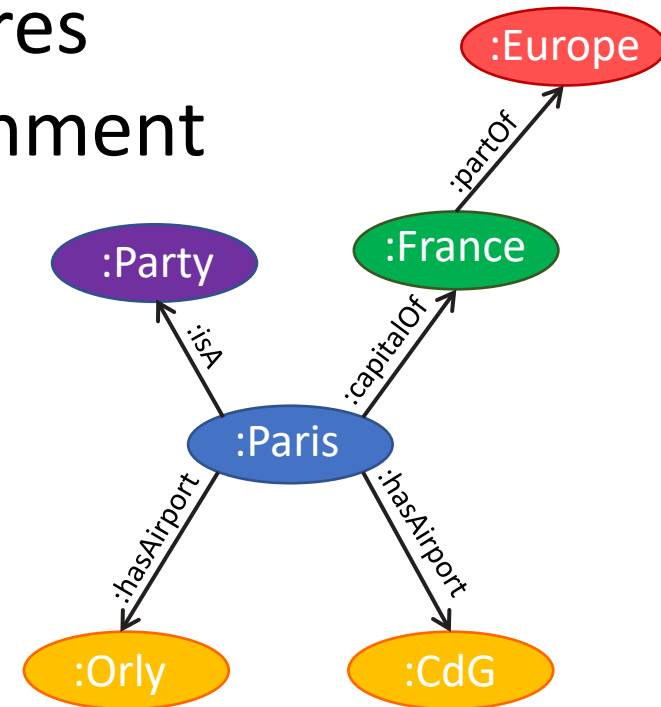 res
nment
:Europe
:partOf
:Party
:France
:isA
:capitalOf
:Paris
:hasAirport
:hasAirport
:Orly
:CdG